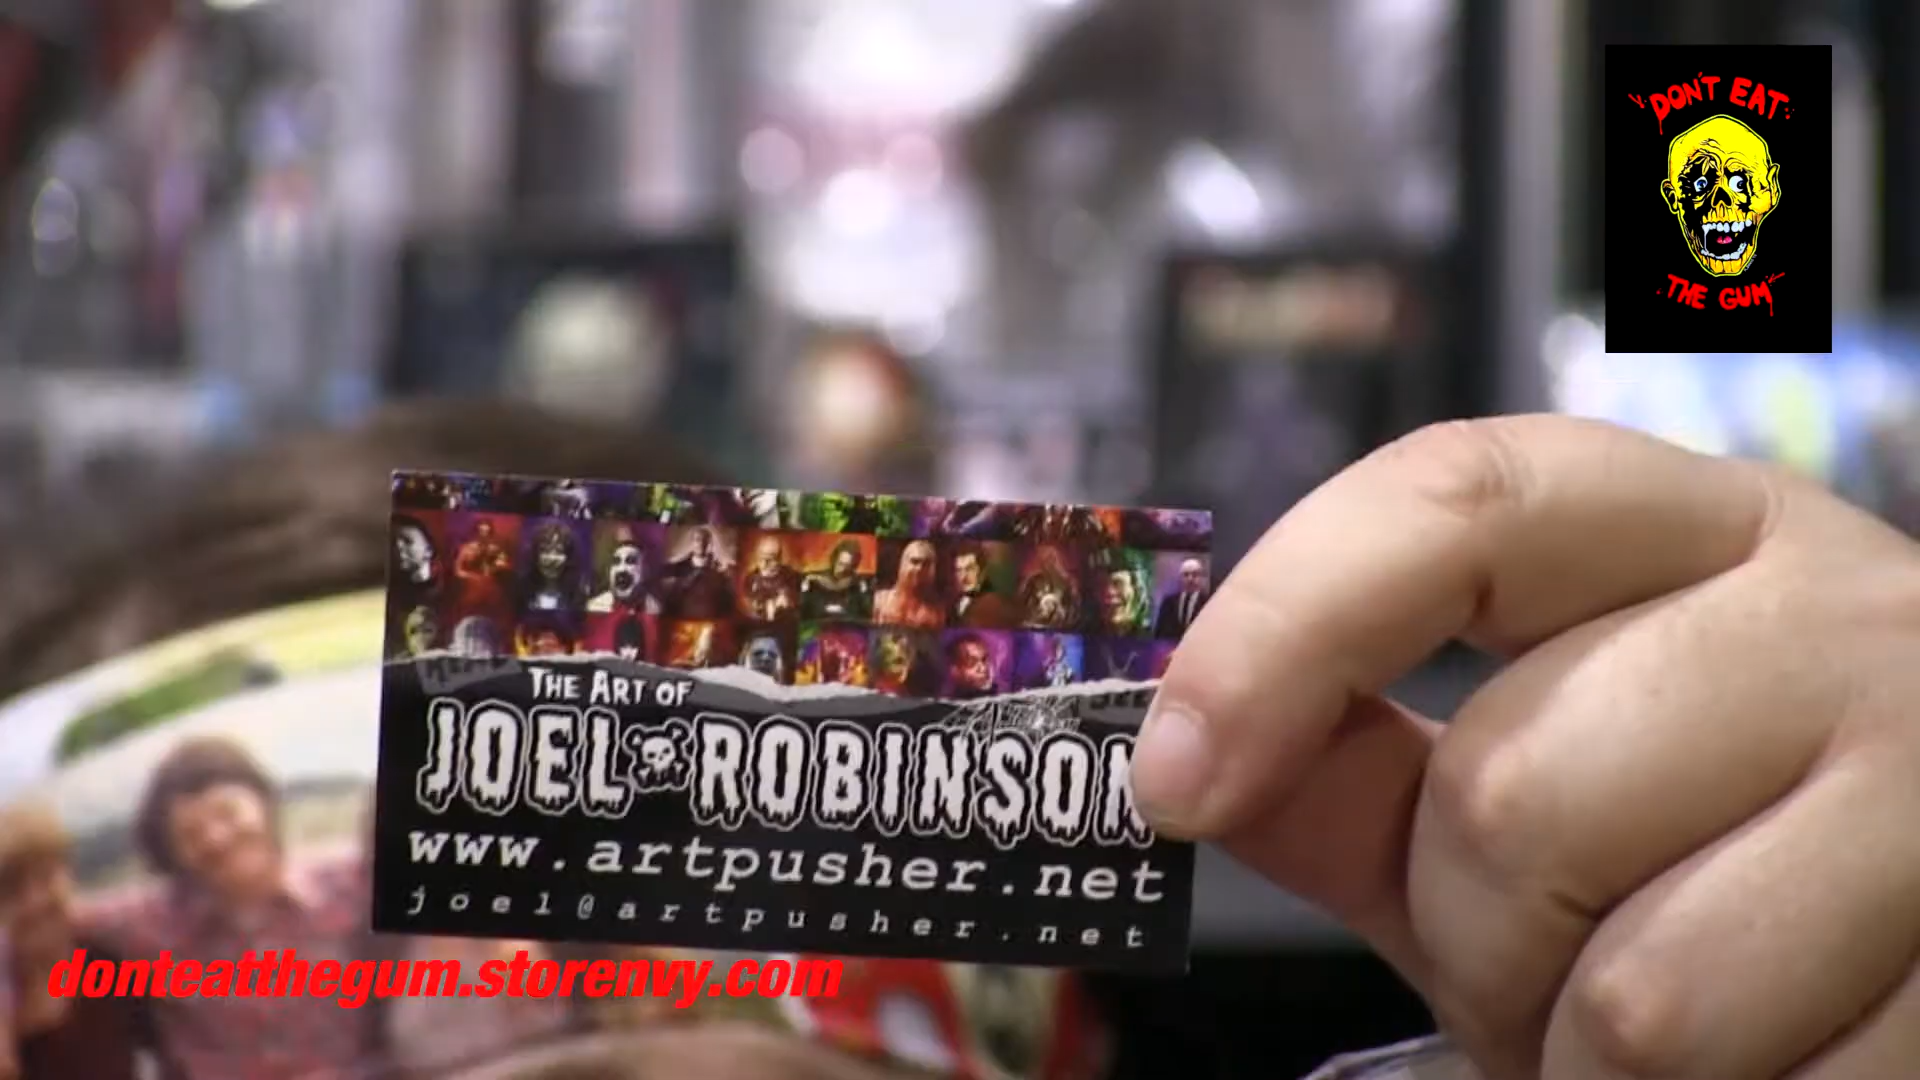 DON'T EAT
THE GUM
THE ART OF
JOEL ROBINSON
www.artpusher.net
joel@artpusher.net
donteatthegum.storenvy.com